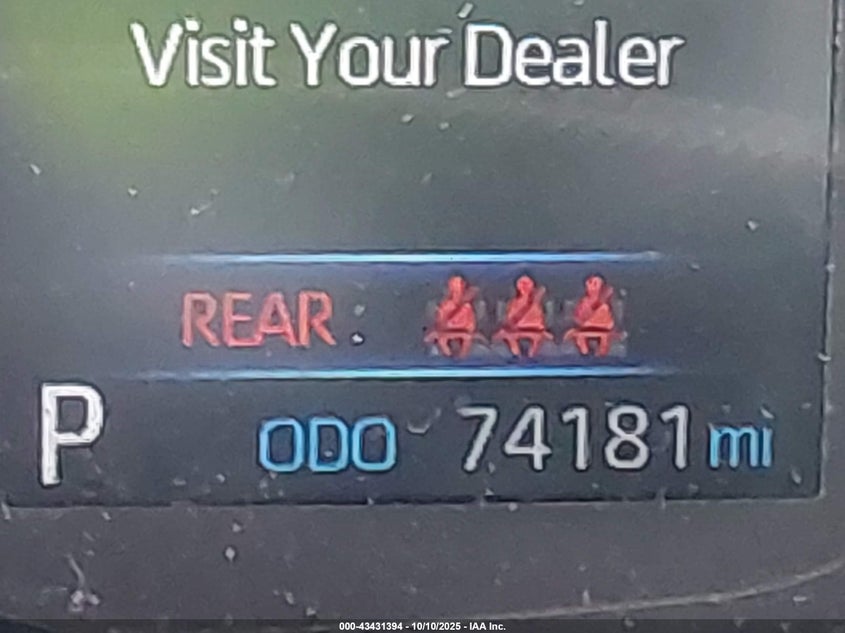 Visit Your Dealer
REAR
P ODO 74181 mi
000-43431394 - 10/10/2025 - IAA Inc.